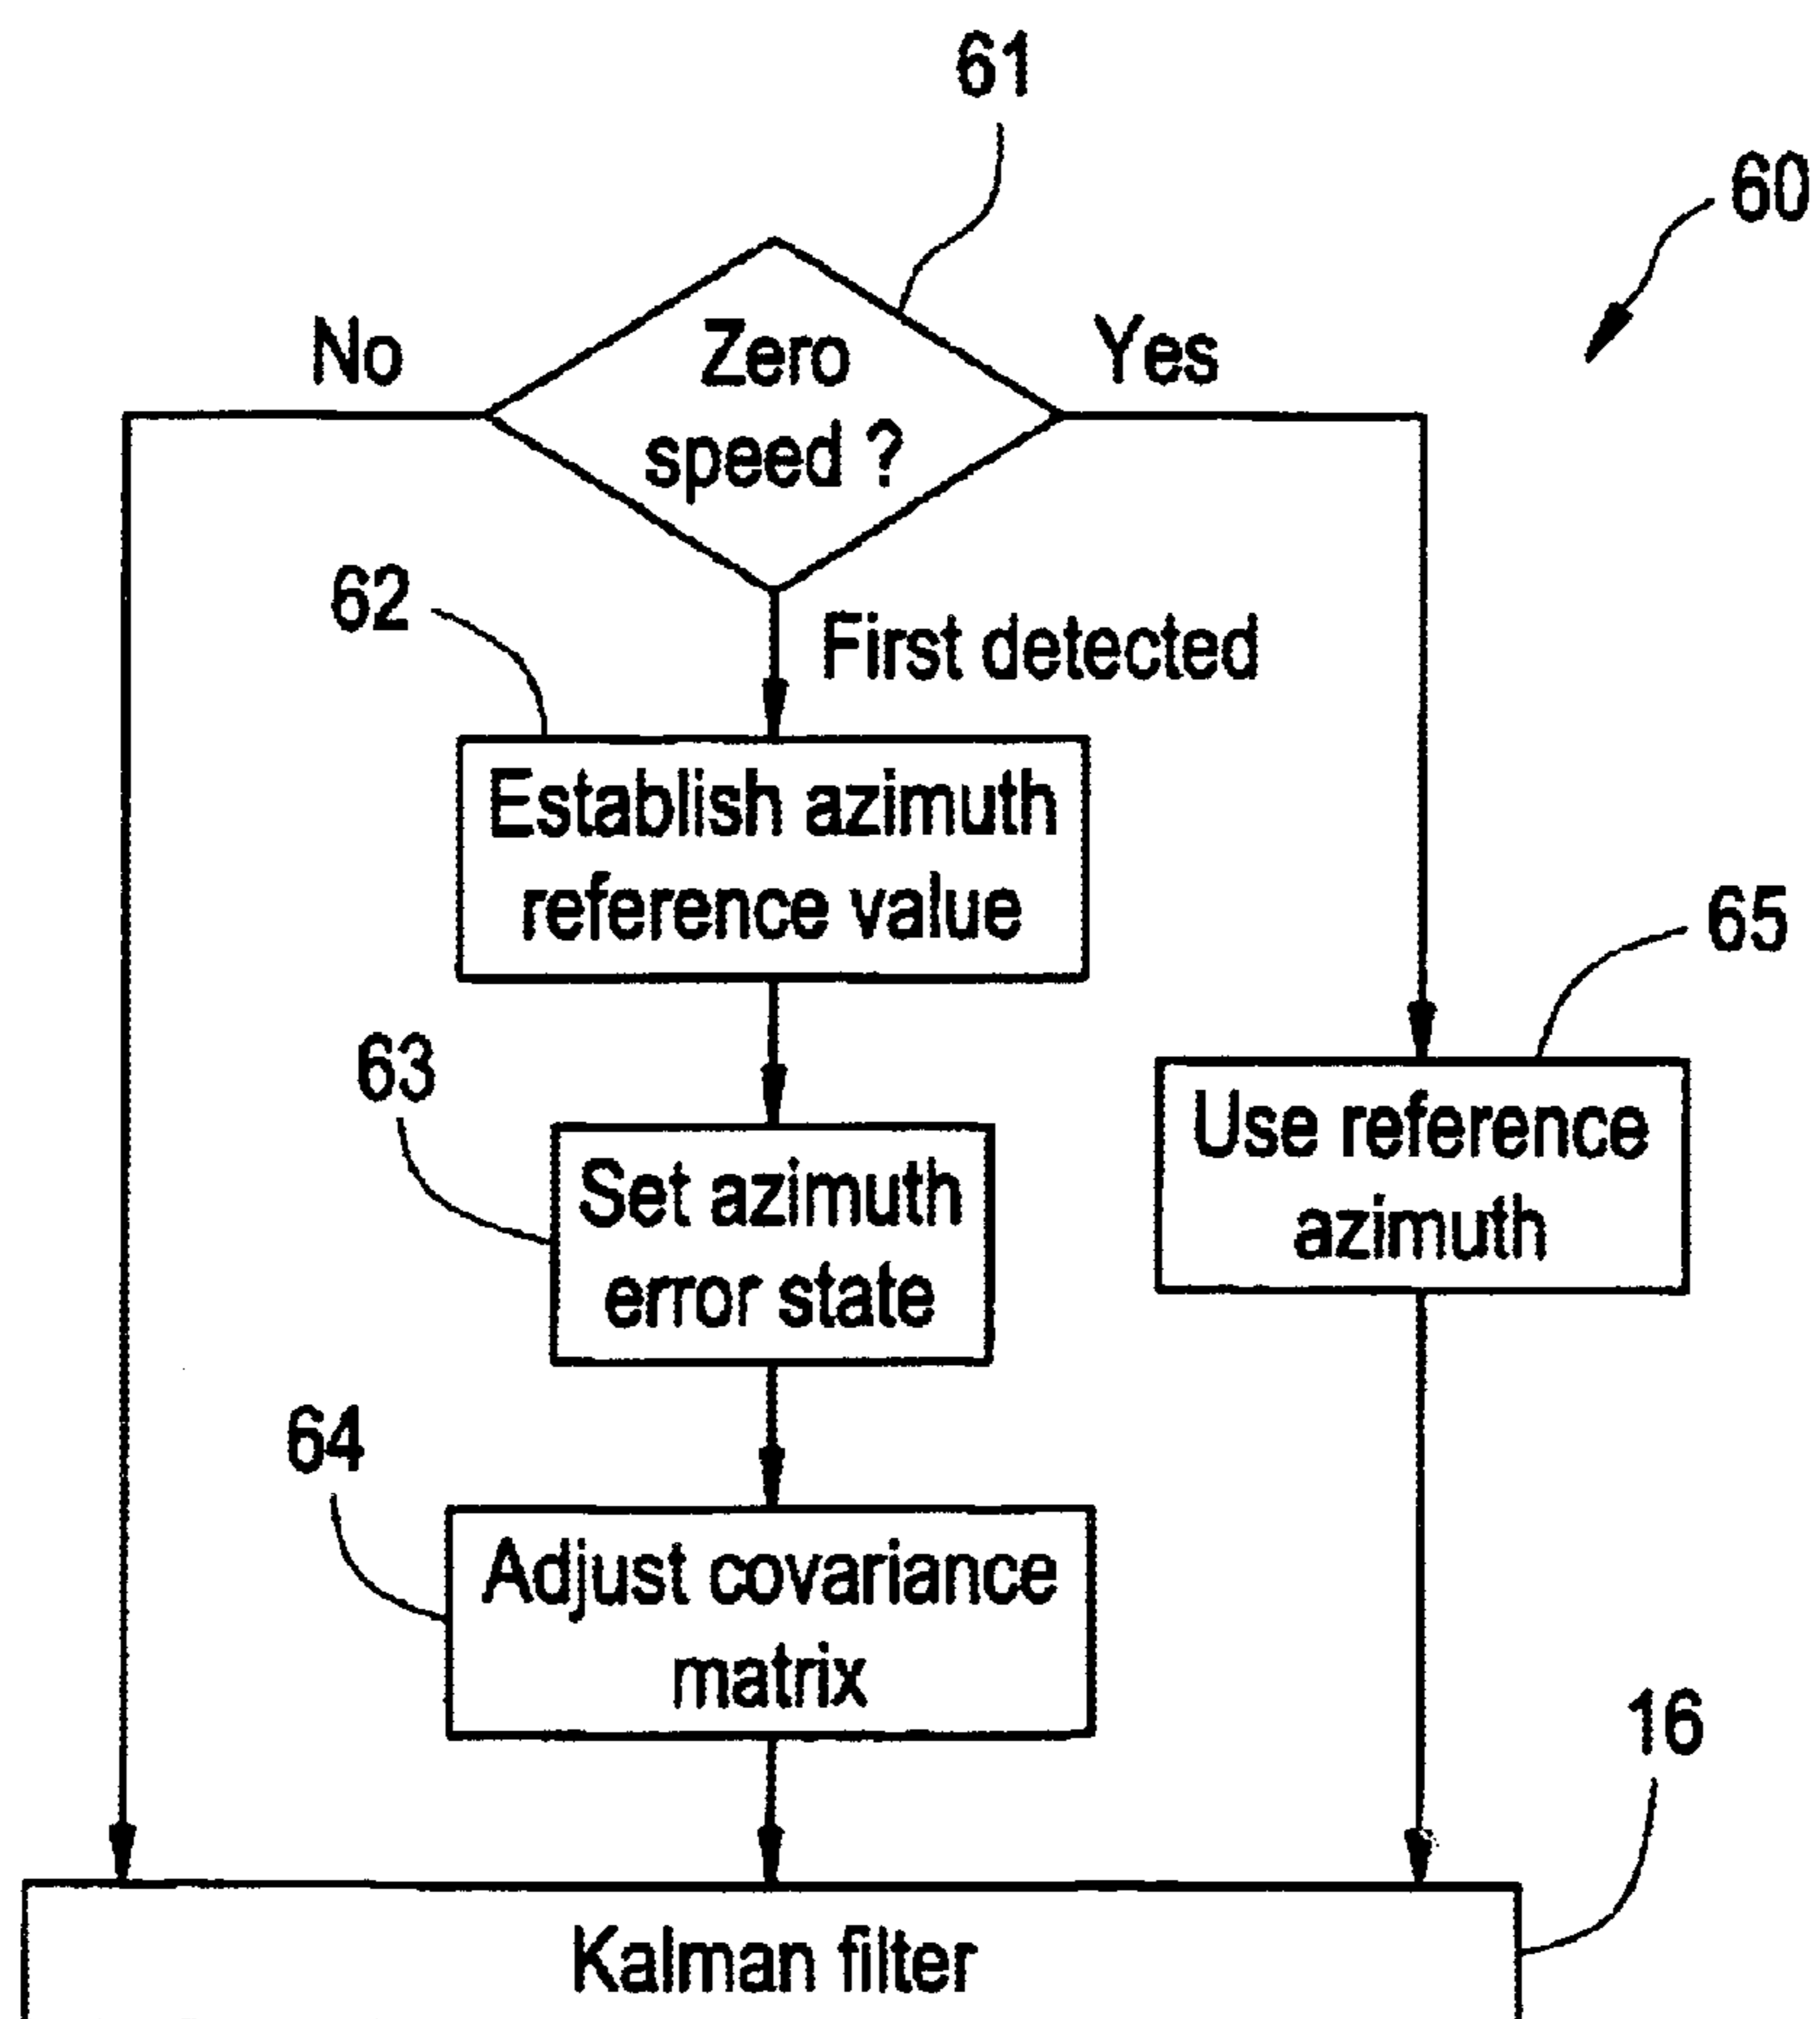 61
60
No
Zero
speed ?
Yes
62
First detected
Establish azimuth
reference value
65
63
Use reference
azimuth
Set azimuth
error state
64
Adjust covariance
matrix
16
Kalman filter